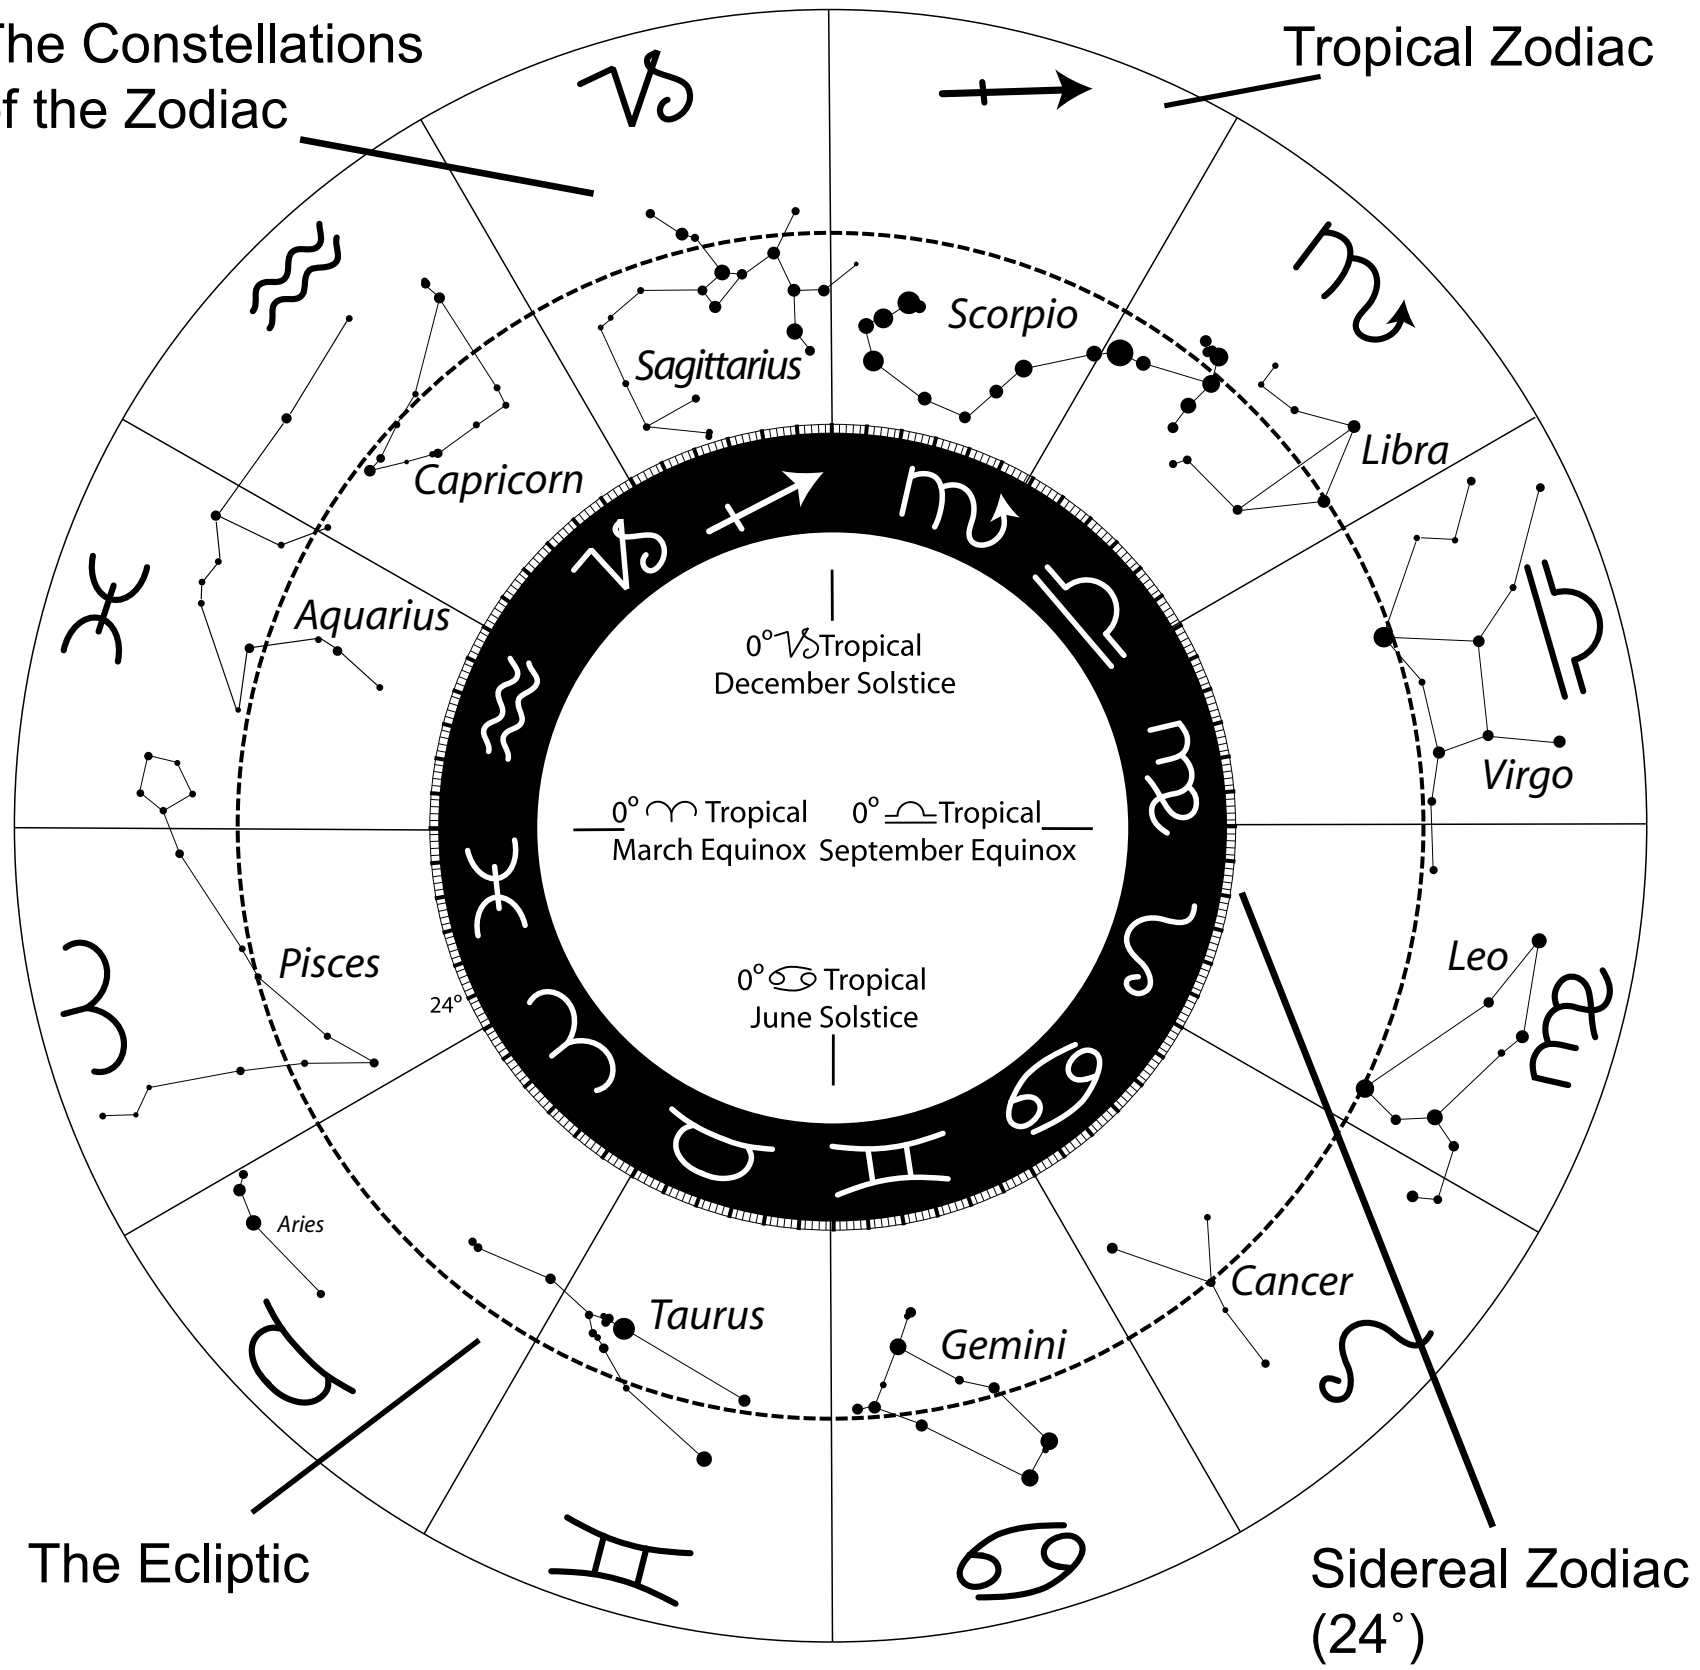 he Constellations
f the Zodiac
Tropical Zodiac
Scorpio
Sagittarius
Libra
Capricorn
Aquarius
0° ♑ Tropical
December Solstice
Virgo
0° ♈ Tropical
March Equinox
0° ♎ Tropical
September Equinox
Pisces
Leo
24°
0° ♋ Tropical
June Solstice
Aries
Cancer
Taurus
Gemini
The Ecliptic
Sidereal Zodiac
(24˚)